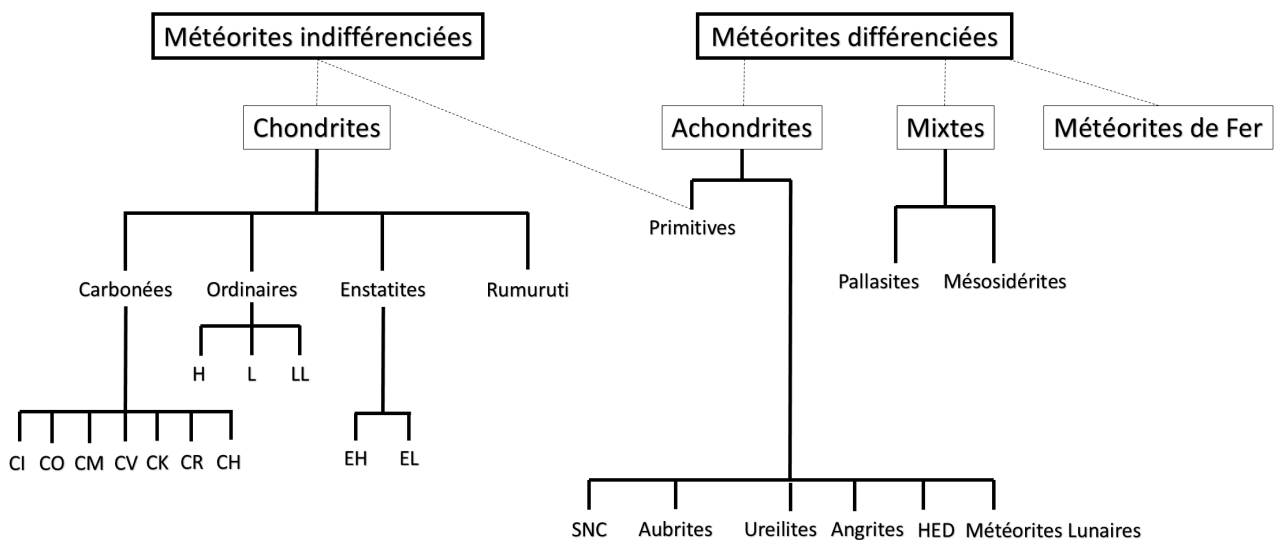 Météorites indifférenciées
Météorites différenciées
Chondrites
Achondrites
Mixtes
Météorites de Fer
Primitives
Carbonées
Ordinaires
Enstatites
Rumuruti
Pallasites
Mésosidérites
H
L
LL
CI
CO
CM
CV
CK
CR
CH
EH
EL
SNC
Aubrites
Ureilites
Angrites
HED
Météorites Lunaires